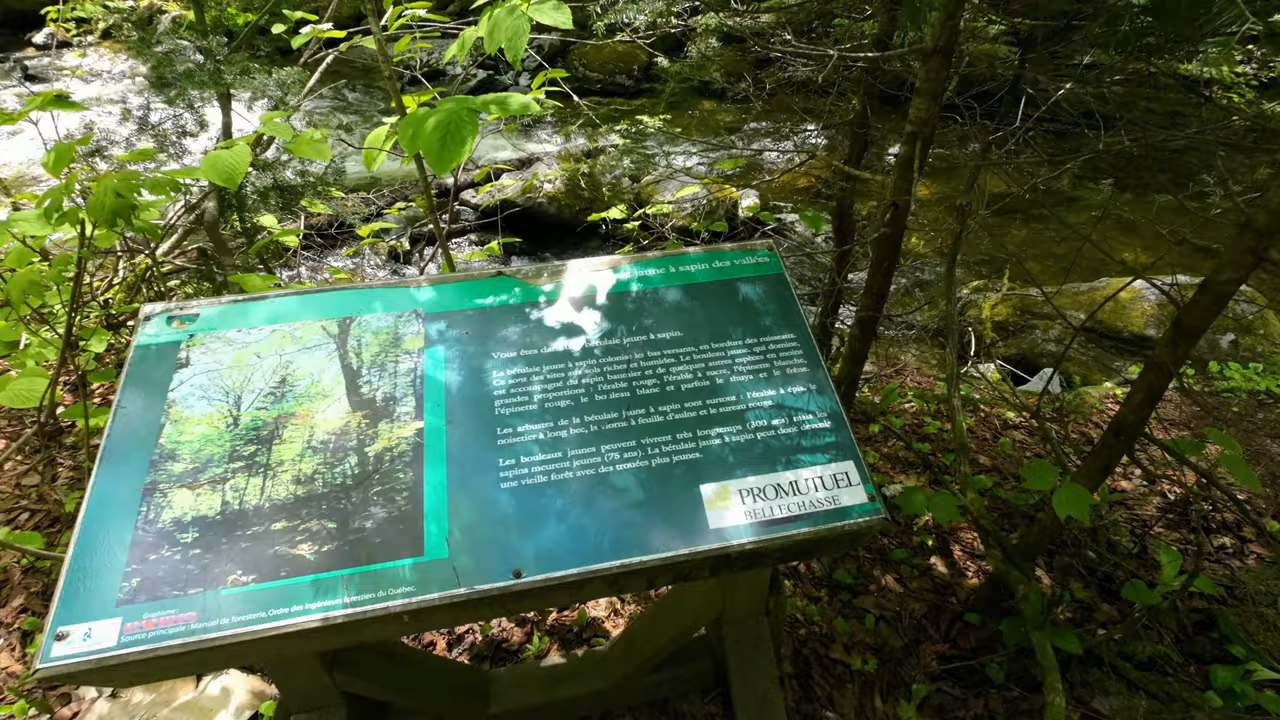 jaune à sapin des vallées
Vous êtes dans bétulaie jaune à sapin.
La bétulaie jaune à sapin colonise les bas versants, en bordure des ruisseaux.
Ce sont des sites aux sols riches et humides. Le bouleau jaune, qui domine,
est accompagné du sapin baumier et de quelques autres espèces en moins
grandes proportions : l'érable rouge, l'érable à sucre, l'épinette blanche,
l'épinette rouge, le bouleau blanc et parfois le thuya et le frêne.
Les arbustes de la bétulaie jaune à sapin sont surtout : l'érable à épis, le
noisetier à long bec, la viorne à feuille d'aulne et le sureau rouge.
Les bouleaux jaunes peuvent vivrent très longtemps (300 ans) mais les
sapins meurent jeunes (75 ans). La bétulaie jaune à sapin peut donc devenir
une vieille forêt avec des trouées plus jeunes.
PROMUTUEL
BELLECHASSE
Graphisme:
Source principale : Manuel de foresterie, Ordre des ingénieurs forestiers du Québec.